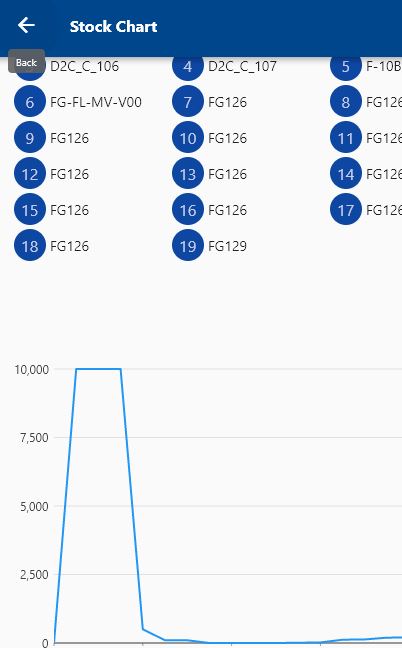 Stock Chart
Back
D2C_C_106 4 D2C_C_107 5 F-10B
6 FG-FL-MV-V00 7 FG126 8 FG126
9 FG126 10 FG126 11 FG126
12 FG126 13 FG126 14 FG126
15 FG126 16 FG126 17 FG126
18 FG126 19 FG129
10,000
7,500
5,000
2,500
0